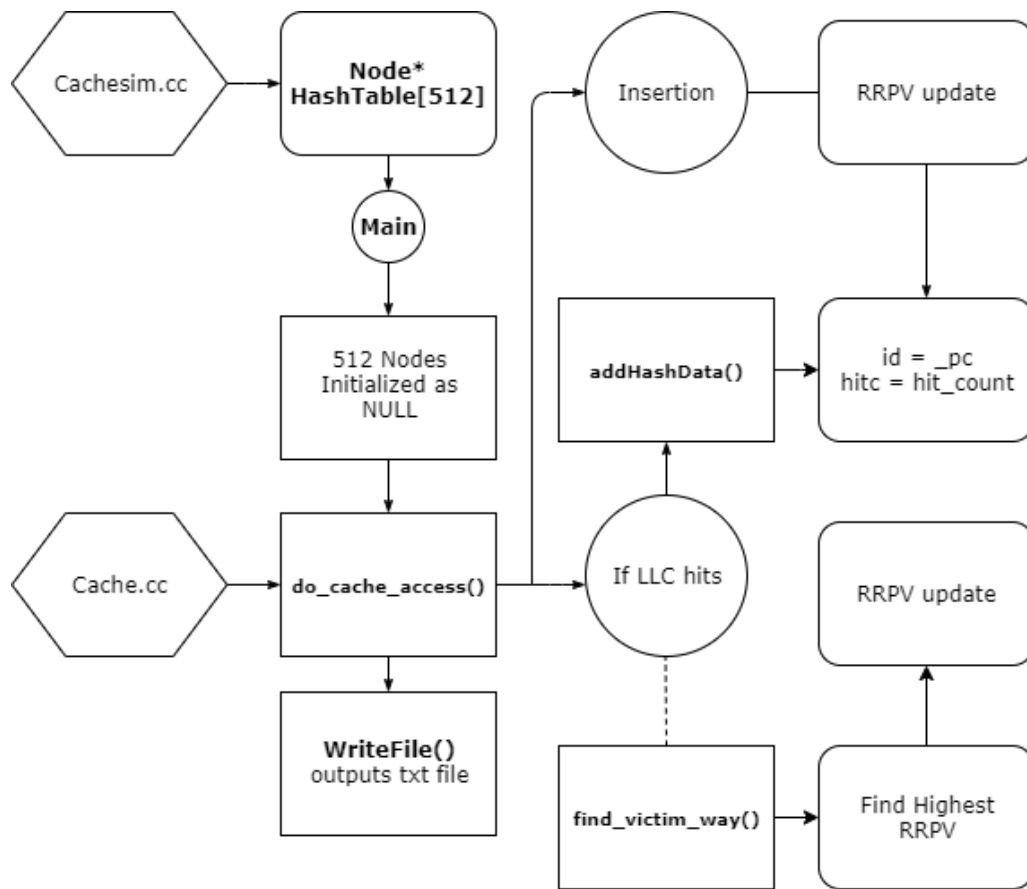 Cachesim.cc
Node*
HashTable[512]
Insertion
RRPV update
Main
512 Nodes
Initialized as
NULL
addHashData()
id = _pc
hitc = hit_count
Cache.cc
do_cache_access()
If LLC hits
RRPV update
WriteFile()
outputs txt file
find_victim_way()
Find Highest
RRPV